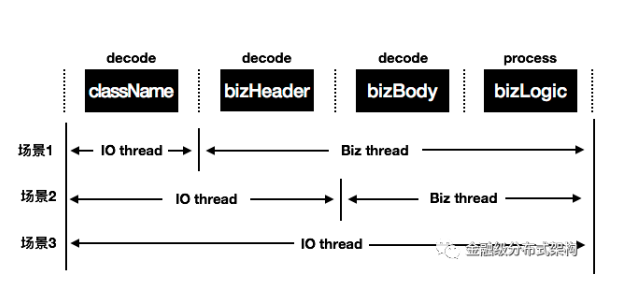 decode decode decode process
className bizHeader bizBody bizLogic
场景1 IO thread Biz thread
场景2 IO thread Biz thread
场景3 IO thread
金融级分布式架构